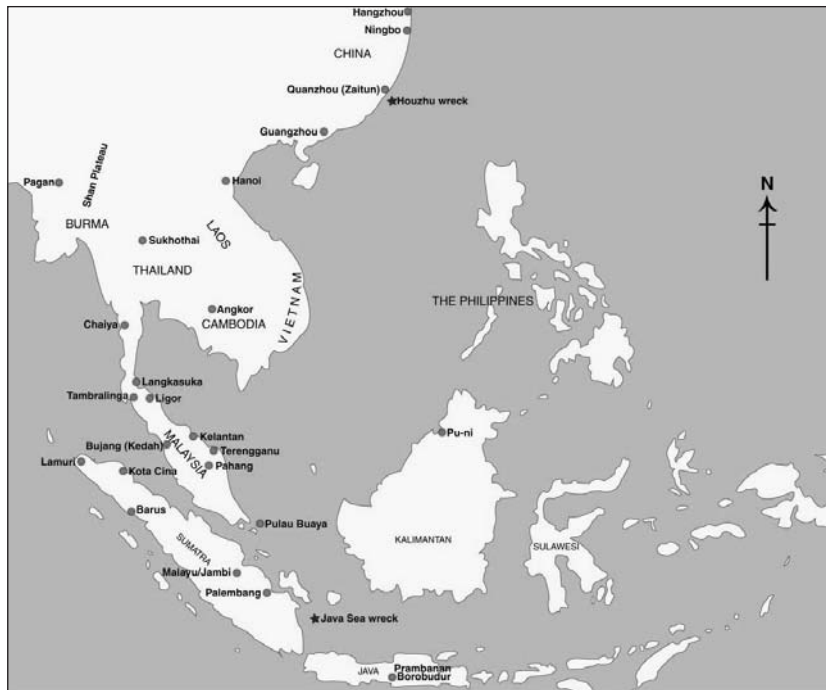 Hangzhou
Ningbo
CHINA
Quanzhou (Zaitun)
Houzhu wreck
Guangzhou
Shan Plateau
Pagan
Hanoi
N
BURMA
LAOS
Sukhothai
THAILAND
VIETNAM
THE PHILIPPINES
Angkor
CAMBODIA
Chaiya
Langkasuka
Tambralinga
Ligor
Kelantan
Pu-ni
Bujang (Kedah)
MALAYSIA
Terengganu
Lamuri
Pahang
Kota Cina
Barus
Pulau Buaya
SUMATRA
KALIMANTAN
SULAWESI
Malayu/Jambi
Palembang
Java Sea wreck
JAVA
Prambanan
Borobudur